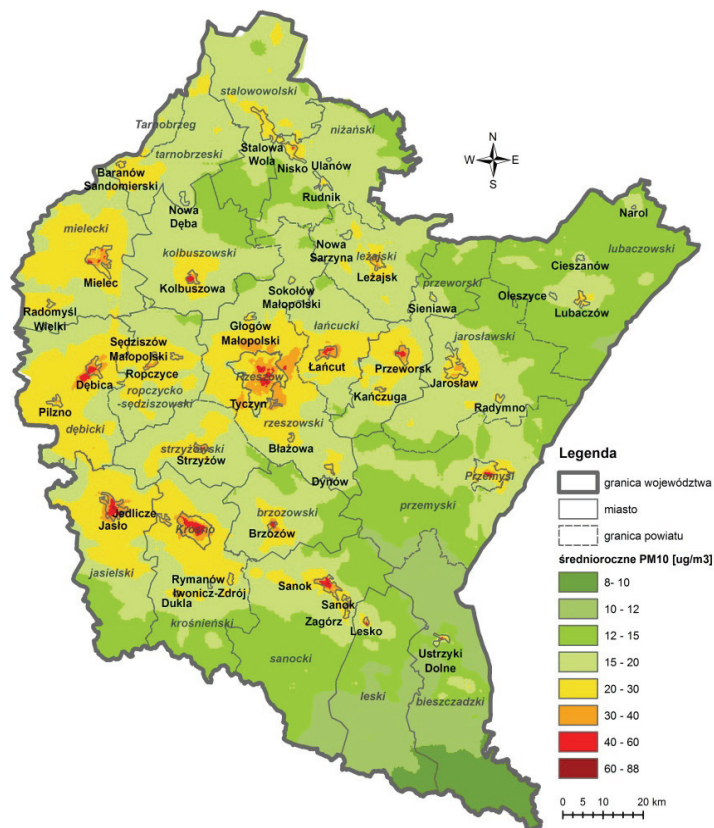 stalowowolski
Tarnobrzeg
niżański
N
W E
S
tarnobrzeski
Stalowa
Wola
Baranów
Sandomierski
Nisko
Ulanów
Rudnik
Nowa
Dęba
Narol
mielecki
lubaczowski
Nowa
Sarzyna
kolbuszowski
leżajski
Cieszanów
Mielec
Leżajsk
Kolbuszowa
przeworski
Sokołów
Małopolski
Oleszyce
Sieniawa
Lubaczów
Radomyśl
Wielki
Głogów
Małopolski
łańcucki
jarosławski
Sędziszów
Małopolski
Ropczyce
Łańcut
Przeworsk
Rzeszów
Jarosław
Dębica
ropczycko
-sędziszowski
Kańczuga
Radymno
Pilzno
Tyczyn
rzeszowski
dębicki
strzyżowski
Strzyżów
Błażowa
Przemyśl
Dynów
Jedlicze
Jasło
Krosno
brzozowski
Brzozów
przemyski
jasielski
Rymanów
Iwonicz-Zdrój
Dukla
Sanok
Sanok
Zagórz
Lesko
krośnieński
Ustrzyki
Dolne
sanocki
leski
bieszczadzki
Legenda
granica województwa
miasto
granica powiatu
średnioroczne PM10 [ug/m3]
8- 10
10 - 12
12 - 15
15 - 20
20 - 30
30 - 40
40 - 60
60 - 88
0 5 10 20 km